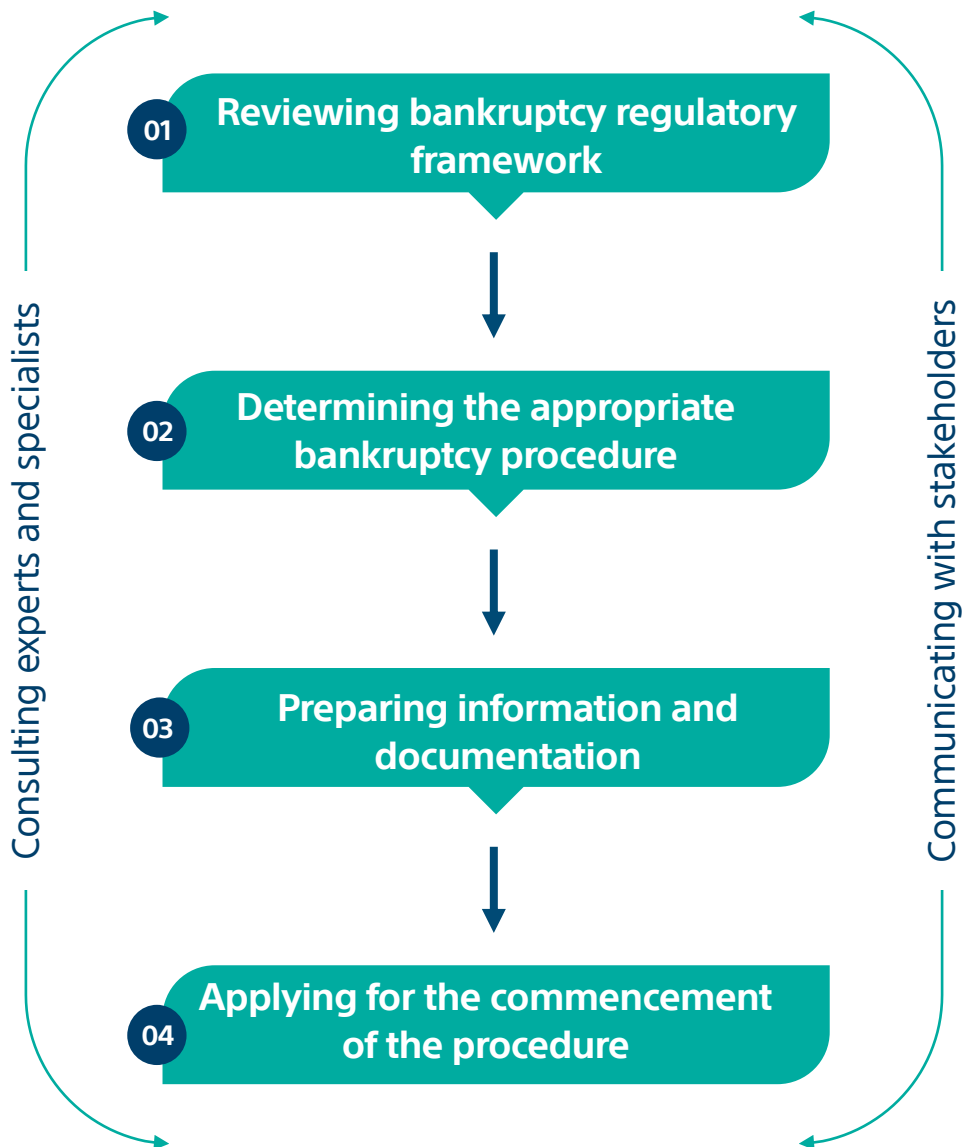 01
Reviewing bankruptcy regulatory
framework
02
Determining the appropriate
bankruptcy procedure
03
Preparing information and
documentation
04
Applying for the commencement
of the procedure
Consulting experts and specialists
Communicating with stakeholders